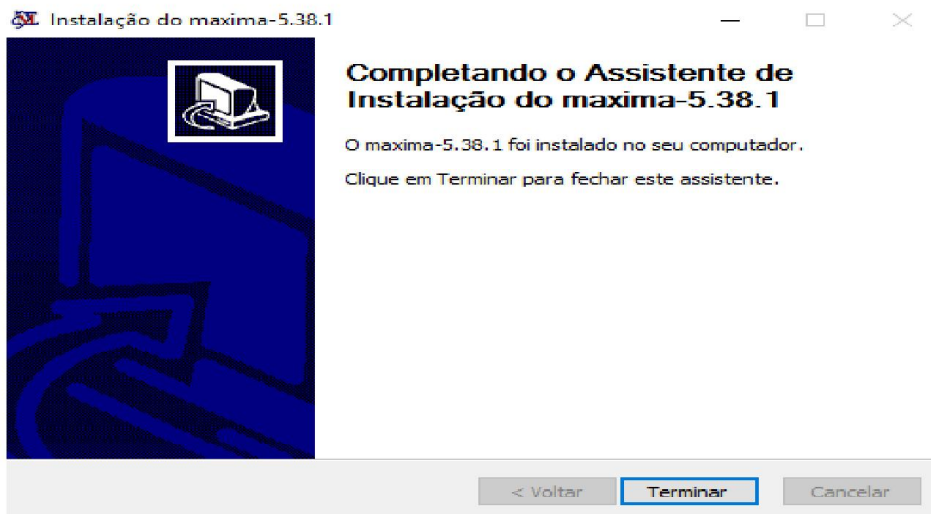 Instalação do maxima-5.38.1
Completando o Assistente de
Instalação do maxima-5.38.1
O maxima-5.38.1 foi instalado no seu computador.
Clique em Terminar para fechar este assistente.
< Voltar
Terminar
Cancelar